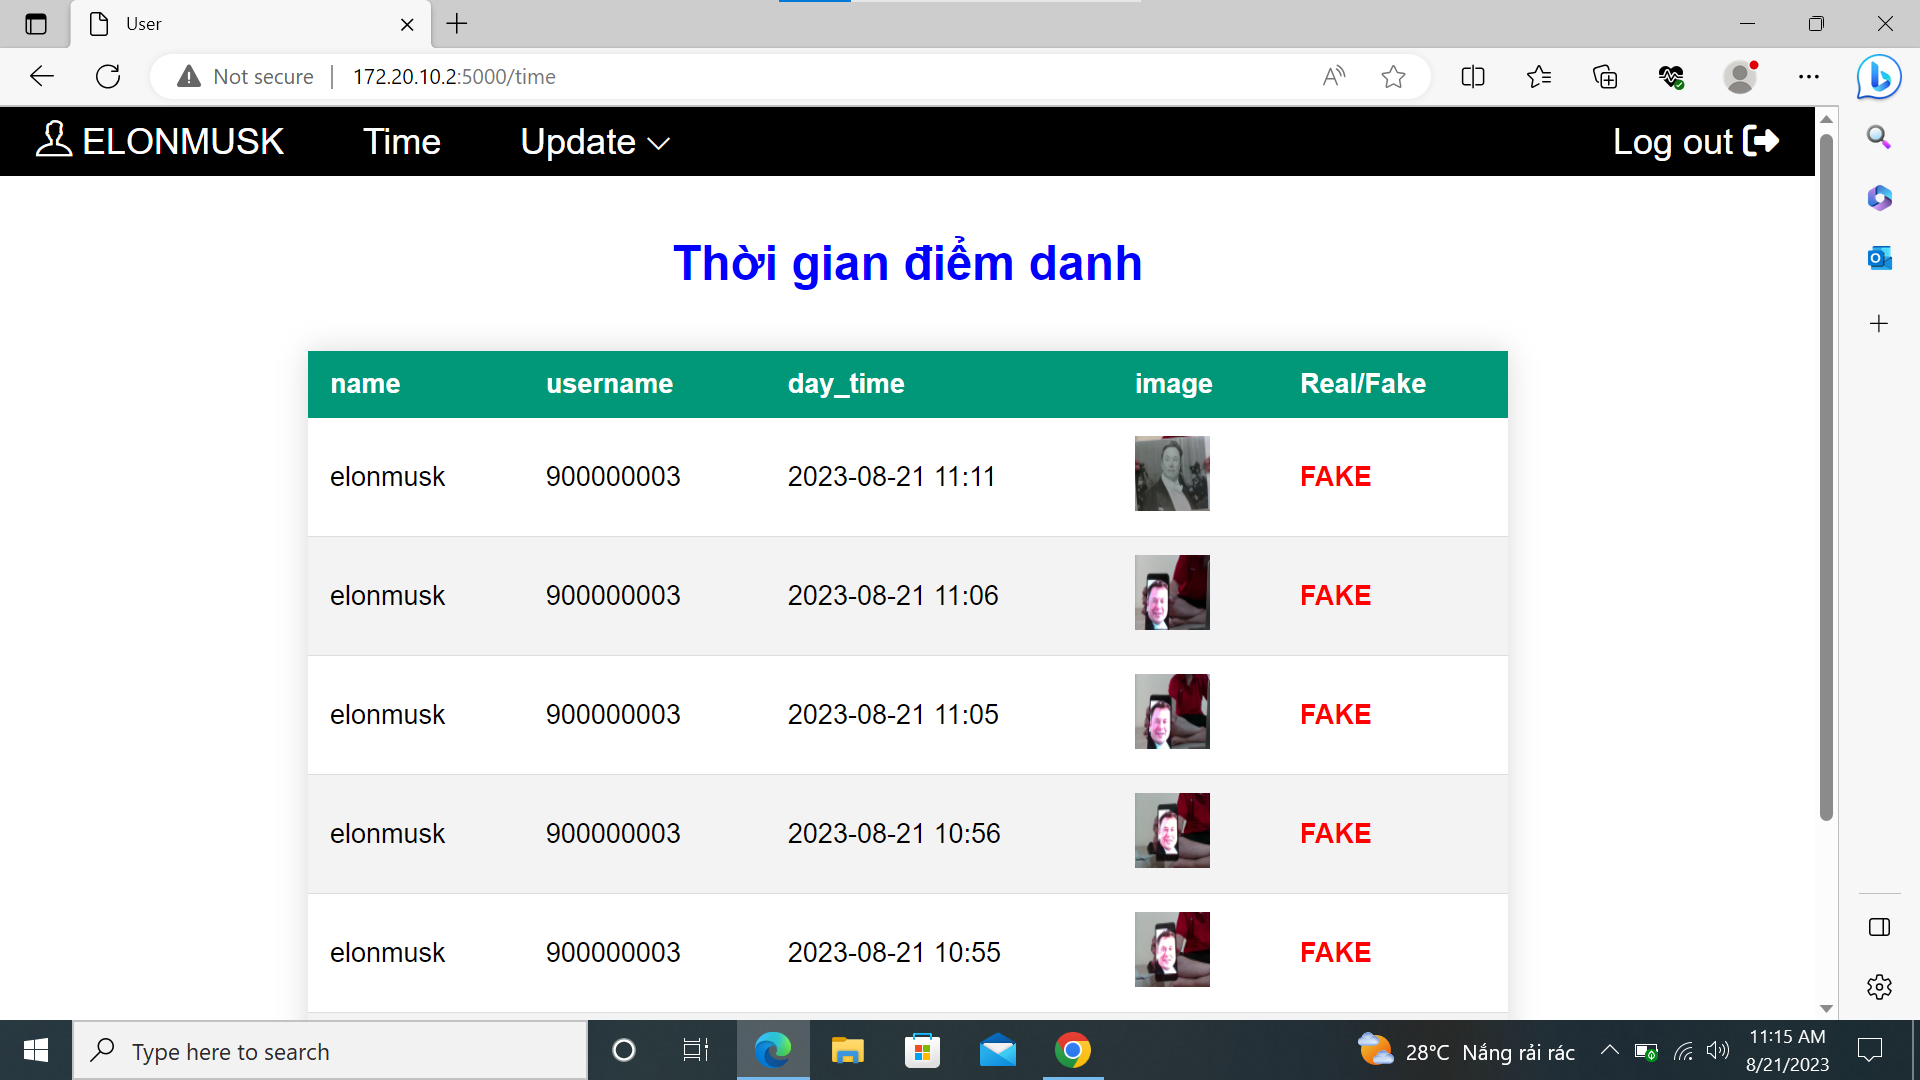 User
Not secure
172.20.10.2:5000/time
ELONMUSK Time Update Log out
Thời gian điểm danh
name username day_time image Real/Fake
elonmusk 900000003 2023-08-21 11:11 FAKE
elonmusk 900000003 2023-08-21 11:06 FAKE
elonmusk 900000003 2023-08-21 11:05 FAKE
elonmusk 900000003 2023-08-21 10:56 FAKE
elonmusk 900000003 2023-08-21 10:55 FAKE
Type here to search
28°C Nắng rải rác
11:15 AM
8/21/2023